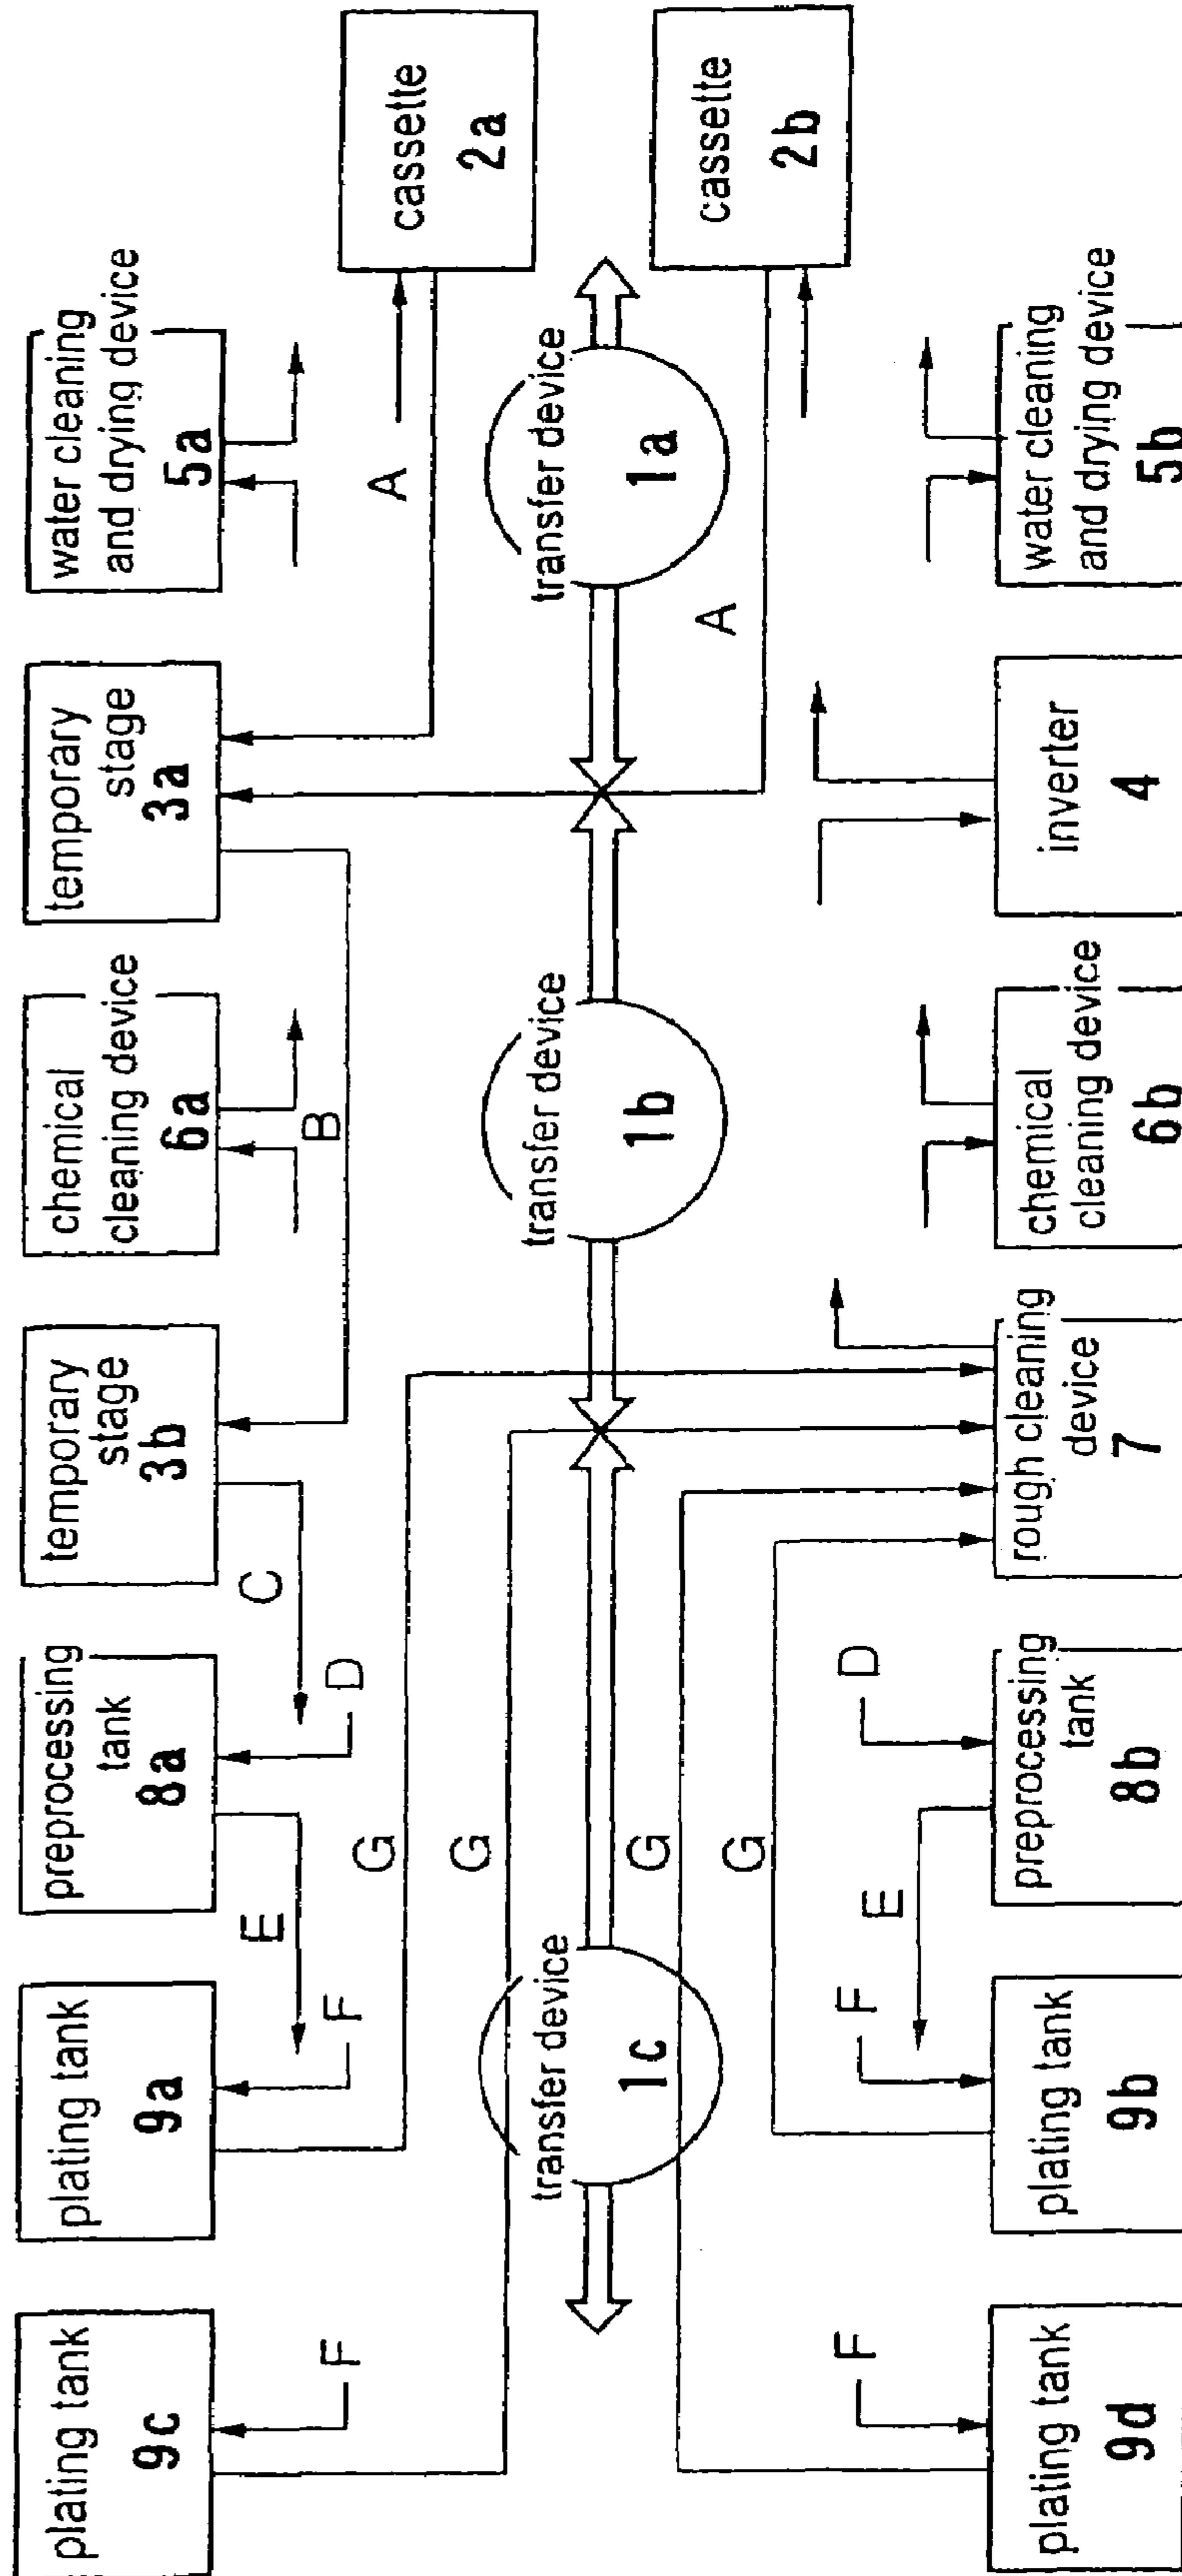 plating tank
9c
plating tank
9a
preprocessing
tank
8a
temporary
stage
3b
chemical
cleaning device
6a
temporary
stage
3a
water cleaning
and drying device
5a
E
C
B
F
F
D
G
A
cassette
2a
G
transfer device
1c
transfer device
1b
transfer device
1a
G
G
A
cassette
2b
F
F
E
D
plating tank
9d
plating tank
9b
preprocessing
tank
8b
rough cleaning
device
7
chemical
cleaning device
6b
inverter
4
water cleaning
and drying device
5b